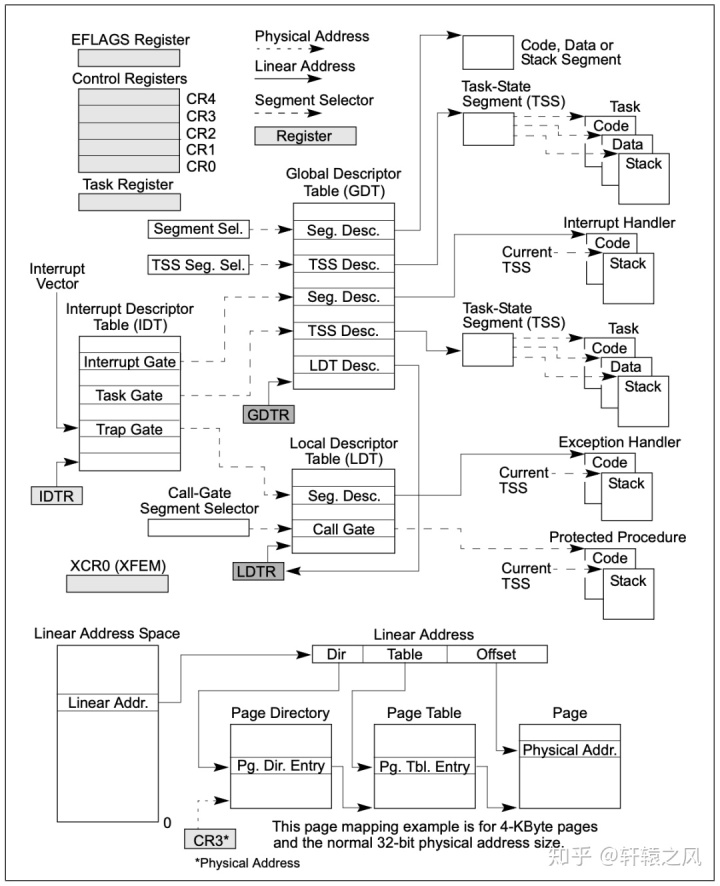 EFLAGS Register
Control Registers
CR4
CR3
CR2
CR1
CR0
Task Register
Physical Address
Linear Address
Segment Selector
Register
Code, Data or
Stack Segment
Task-State
Segment (TSS)
Task
Code
Data
Stack
Global Descriptor
Table (GDT)
Segment Sel.
Seg. Desc.
TSS Seg. Sel.
TSS Desc.
Seg. Desc.
TSS Desc.
LDT Desc.
GDTR
Interrupt Handler
Code
Stack
Current
TSS
Interrupt
Vector
Interrupt Descriptor
Table (IDT)
Interrupt Gate
Task Gate
Trap Gate
IDTR
Task-State
Segment (TSS)
Task
Code
Data
Stack
Local Descriptor
Table (LDT)
Seg. Desc.
Call Gate
LDTR
Call-Gate
Segment Selector
Exception Handler
Code
Stack
Current
TSS
Protected Procedure
Code
Stack
Current
TSS
XCR0 (XFEM)
Linear Address Space
Linear Addr.
0
Linear Address
Dir
Table
Offset
Page Directory
Pg. Dir. Entry
Page Table
Pg. Tbl. Entry
Page
Physical Addr.
CR3*
*Physical Address
This page mapping example is for 4-KByte pages
and the normal 32-bit physical address size.
知乎 @轩辕之风